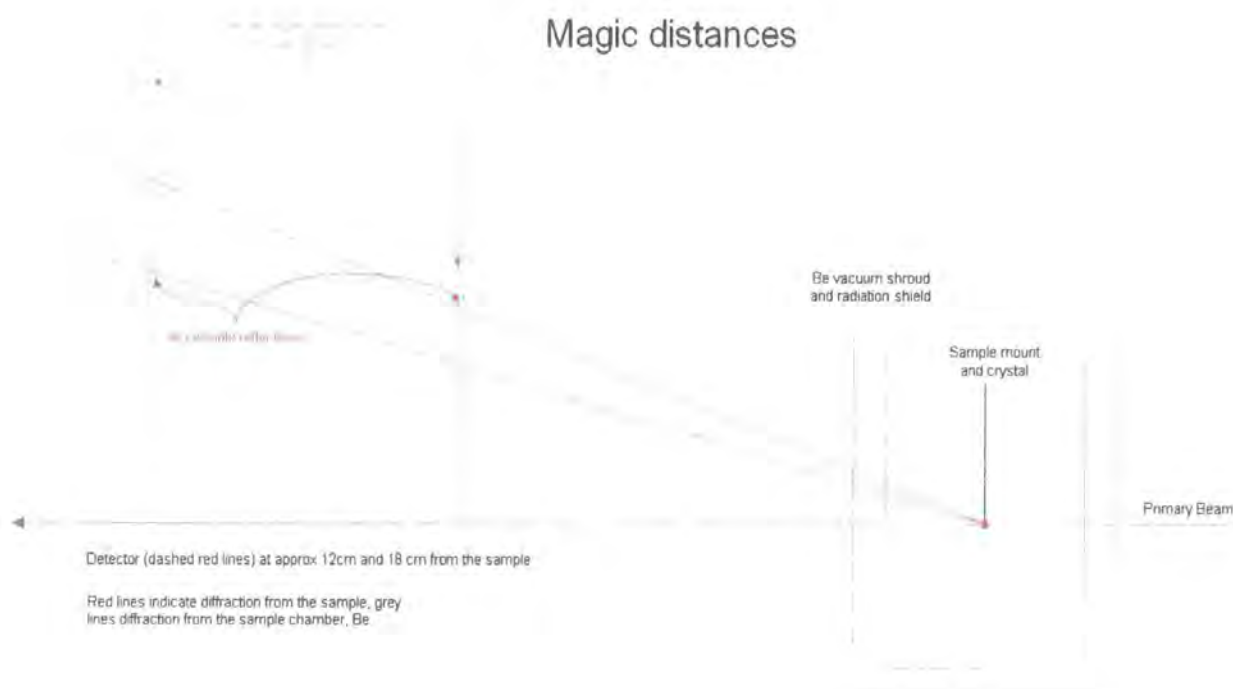 Magic distances
Be vacuum shroud
and radiation shield
Sample mount
and crystal
Primary Beam
Detector (dashed red lines) at approx 12cm and 18 cm from the sample
Red lines indicate diffraction from the sample, grey
lines diffraction from the sample chamber, Be